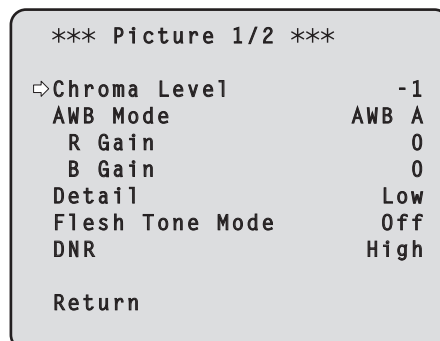 *** Picture 1/2 ***
⇨Chroma Level -1
AWB Mode AWB A
R Gain 0
B Gain 0
Detail Low
Flesh Tone Mode Off
DNR High
Return